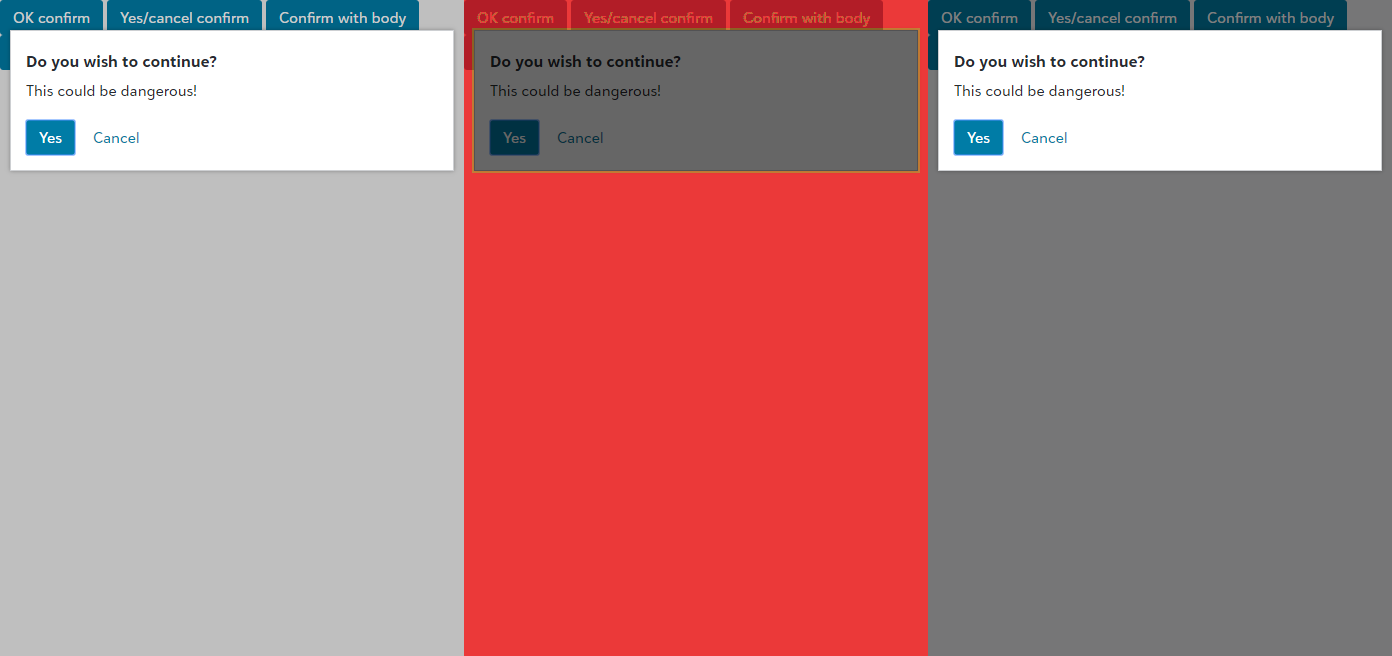 OK confirm Yes/cancel confirm Confirm with body
Do you wish to continue?
This could be dangerous!
Yes Cancel
OK confirm Yes/cancel confirm Confirm with body
Do you wish to continue?
This could be dangerous!
Yes Cancel
OK confirm Yes/cancel confirm Confirm with body
Do you wish to continue?
This could be dangerous!
Yes Cancel